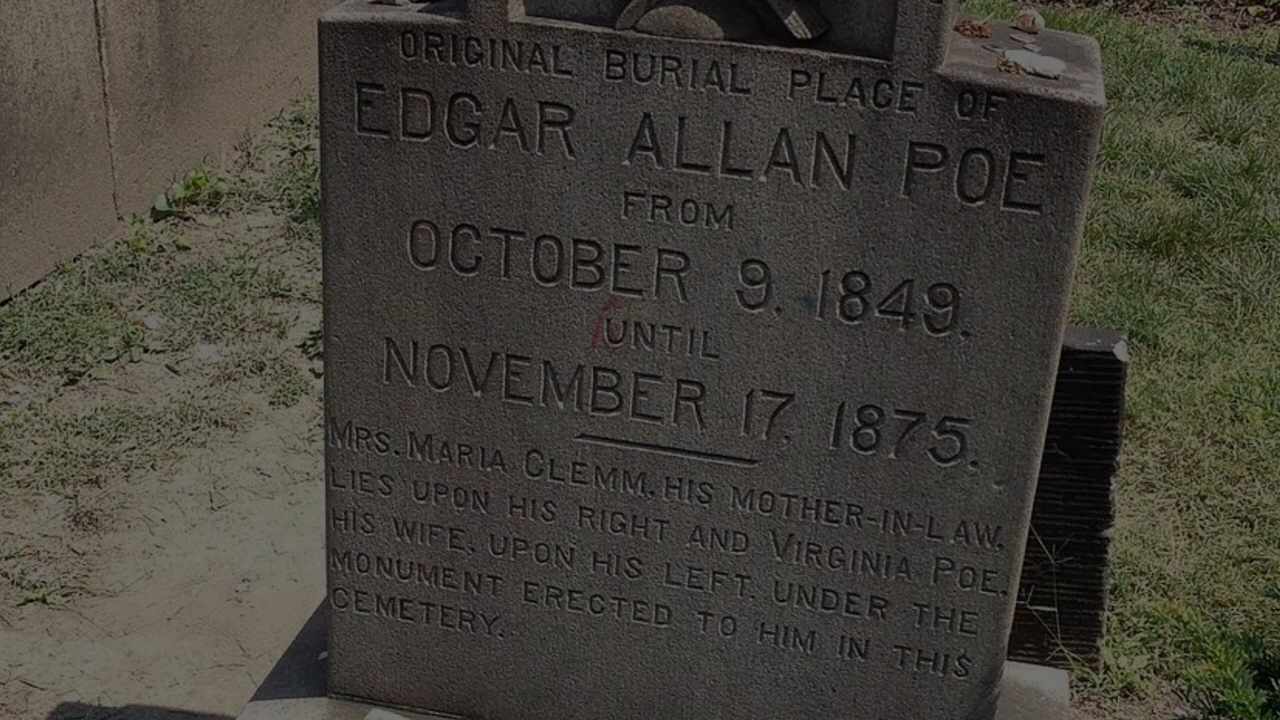 ORIGINAL BURIAL PLACE OF
EDGAR ALLAN POE
FROM
OCTOBER 9. 1849.
UNTIL
NOVEMBER 17, 1875.
MRS. MARIA CLEMM, HIS MOTHER-IN-LAW,
LIES UPON HIS RIGHT AND VIRGINIA POE,
HIS WIFE, UPON HIS LEFT. UNDER THE
MONUMENT ERECTED TO HIM IN THIS
CEMETERY.